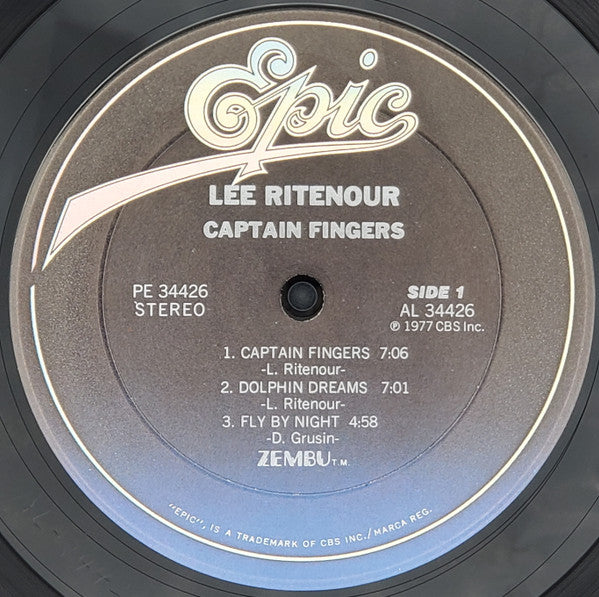 Epic
LEE RITENOUR
CAPTAIN FINGERS
PE 34426
STEREO
SIDE 1
AL 34426
℗ 1977 CBS Inc.
1. CAPTAIN FINGERS 7:06
-L. Ritenour-
2. DOLPHIN DREAMS 7:01
-L. Ritenour-
3. FLY BY NIGHT 4:58
-D. Grusin-
ZEMBU T.M.
"EPIC", IS A TRADEMARK OF CBS INC./MARCA REG.